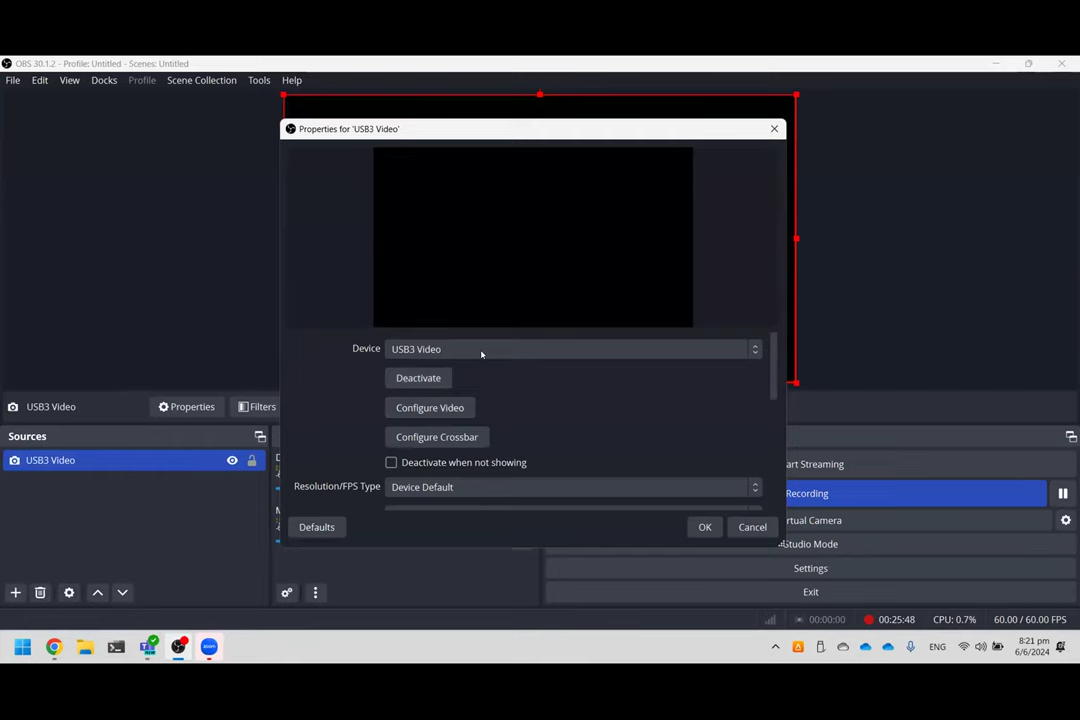 OBS 30.1.2 - Profile: Untitled - Scenes: Untitled
File Edit View Docks Profile Scene Collection Tools Help
Properties for 'USB3 Video'
Device USB3 Video
Deactivate
Configure Video
Configure Crossbar
Deactivate when not showing
Resolution/FPS Type Device Default
Defaults OK Cancel
USB3 Video Properties Filters
Sources
USB3 Video
art Streaming
Recording
rtual Camera
Studio Mode
Settings
Exit
00:00:00 00:25:48 CPU: 0.7% 60.00 / 60.00 FPS
NEW
zoom
ENG
8:21 pm
6/6/2024